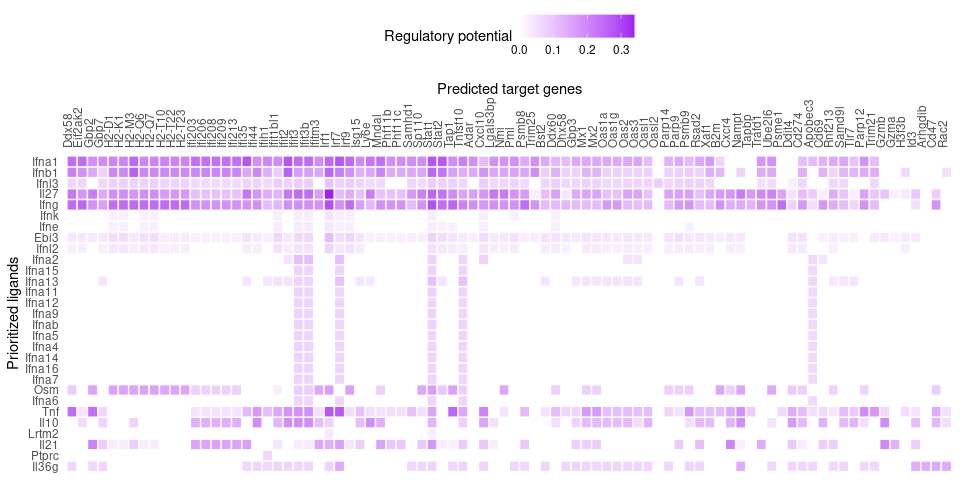 Regulatory potential
0.0 0.1 0.2 0.3
Predicted target genes
Ddx58
Eif2ak2
Gbp2
Gbp7
H2-D1
H2-K1
H2-M3
H2-Q6
H2-Q7
H2-T10
H2-T22
H2-T23
Ifi203
Ifi206
Ifi208
Ifi209
Ifi213
Ifi35
Ifi44
Ifih1
Ifit1bl1
Ifit2
Ifit3
Ifit3b
Ifitm3
Irf1
Irf7
Irf9
Isg15
Ly6e
Mndal
Phf11b
Phf11c
Samhd1
Sp110
Stat1
Stat2
Tap1
Tnfsf10
Adar
Cxcl10
Lgals3bp
Nmi
Pml
Psmb8
Trim25
Bst2
Ddx60
Dhx58
Gbp3
Mx1
Mx2
Oas1a
Oas1g
Oas2
Oas3
Oasl1
Oasl2
Parp14
Parp9
Psmb9
Rsad2
Xaf1
B2m
Cxcr4
Nampt
Tapbp
Trafd1
Ube2l6
Psme1
Ddit4
Cd274
Apobec3
Cd69
Rnf213
Samd9l
Tlr7
Parp12
Trim21
Gzmb
Gzma
H3f3b
Id3
Arhgdib
Cd47
Rac2
Prioritized ligands
Ifna1
Ifnb1
Ifnl3
Il27
Ifng
Ifnk
Ifne
Ebi3
Ifnl2
Ifna2
Ifna15
Ifna13
Ifna11
Ifna12
Ifna9
Ifnab
Ifna5
Ifna4
Ifna14
Ifna16
Ifna7
Osm
Ifna6
Tnf
Il10
Lrtm2
Il21
Ptprc
Il36g